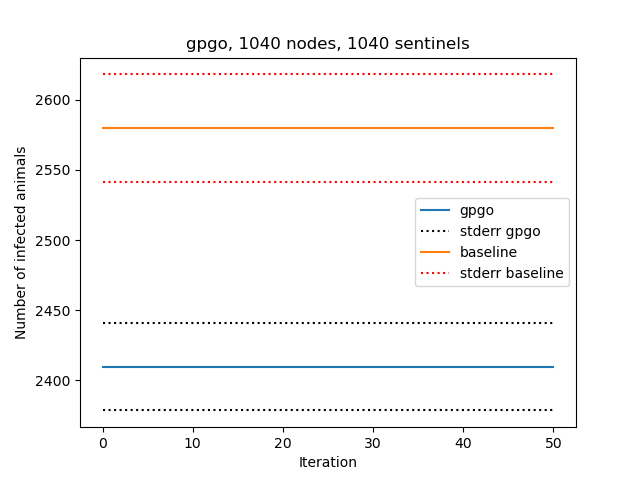 gpgo, 1040 nodes, 1040 sentinels
Number of infected animals
2600
2550
2500
2450
2400
gpgo
stderr gpgo
baseline
stderr baseline
0 10 20 30 40 50
Iteration